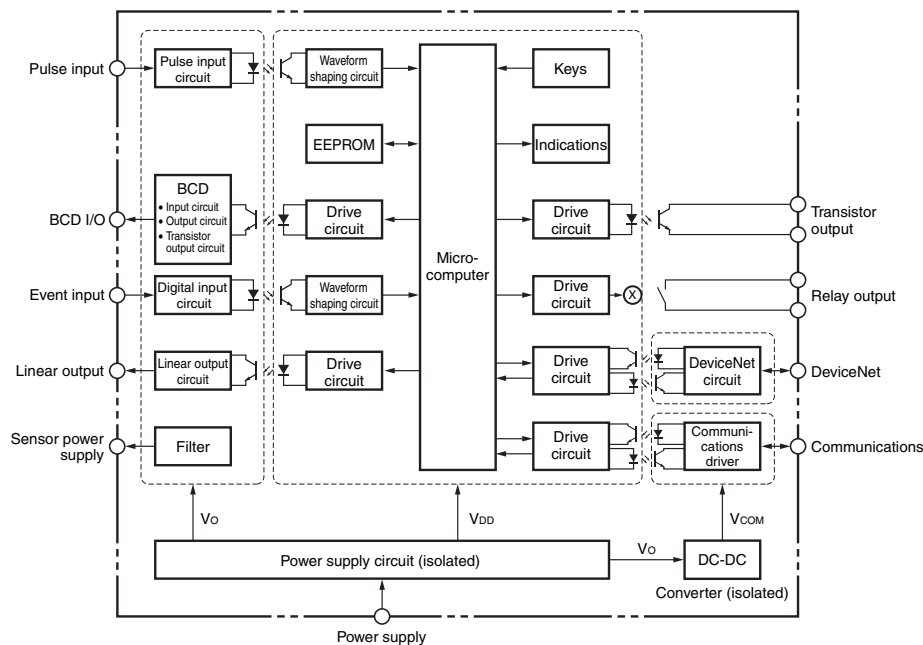 Pulse input
Pulse input
circuit
Waveform
shaping circuit
Keys
EEPROM
Indications
BCD I/O
BCD
• Input circuit
• Output circuit
• Transistor
output circuit
Drive
circuit
Micro-
computer
Drive
circuit
Transistor
output
Event input
Digital input
circuit
Waveform
shaping circuit
Drive
circuit
X
Relay output
Linear output
Linear output
circuit
Drive
circuit
Drive
circuit
DeviceNet
circuit
DeviceNet
Sensor power
supply
Filter
Drive
circuit
Communi-
cations
driver
Communications
VO
VDD
VCOM
Power supply circuit (isolated)
VO
DC-DC
Converter (isolated)
Power supply